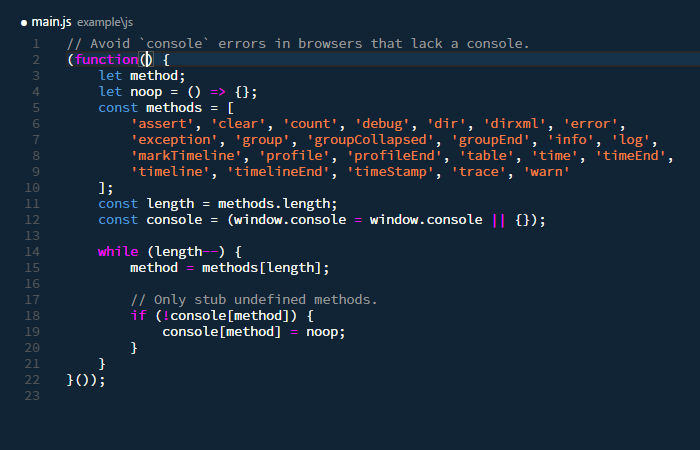 ● main.js example\js
1 // Avoid `console` errors in browsers that lack a console.
2 (function() {
3     let method;
4     let noop = () => {};
5     const methods = [
6         'assert', 'clear', 'count', 'debug', 'dir', 'dirxml', 'error',
7         'exception', 'group', 'groupCollapsed', 'groupEnd', 'info', 'log',
8         'markTimeline', 'profile', 'profileEnd', 'table', 'time', 'timeEnd',
9         'timeline', 'timelineEnd', 'timeStamp', 'trace', 'warn'
10     ];
11     const length = methods.length;
12     const console = (window.console = window.console || {});
13
14     while (length--) {
15         method = methods[length];
16
17         // Only stub undefined methods.
18         if (!console[method]) {
19             console[method] = noop;
20         }
21     }
22 }());
23